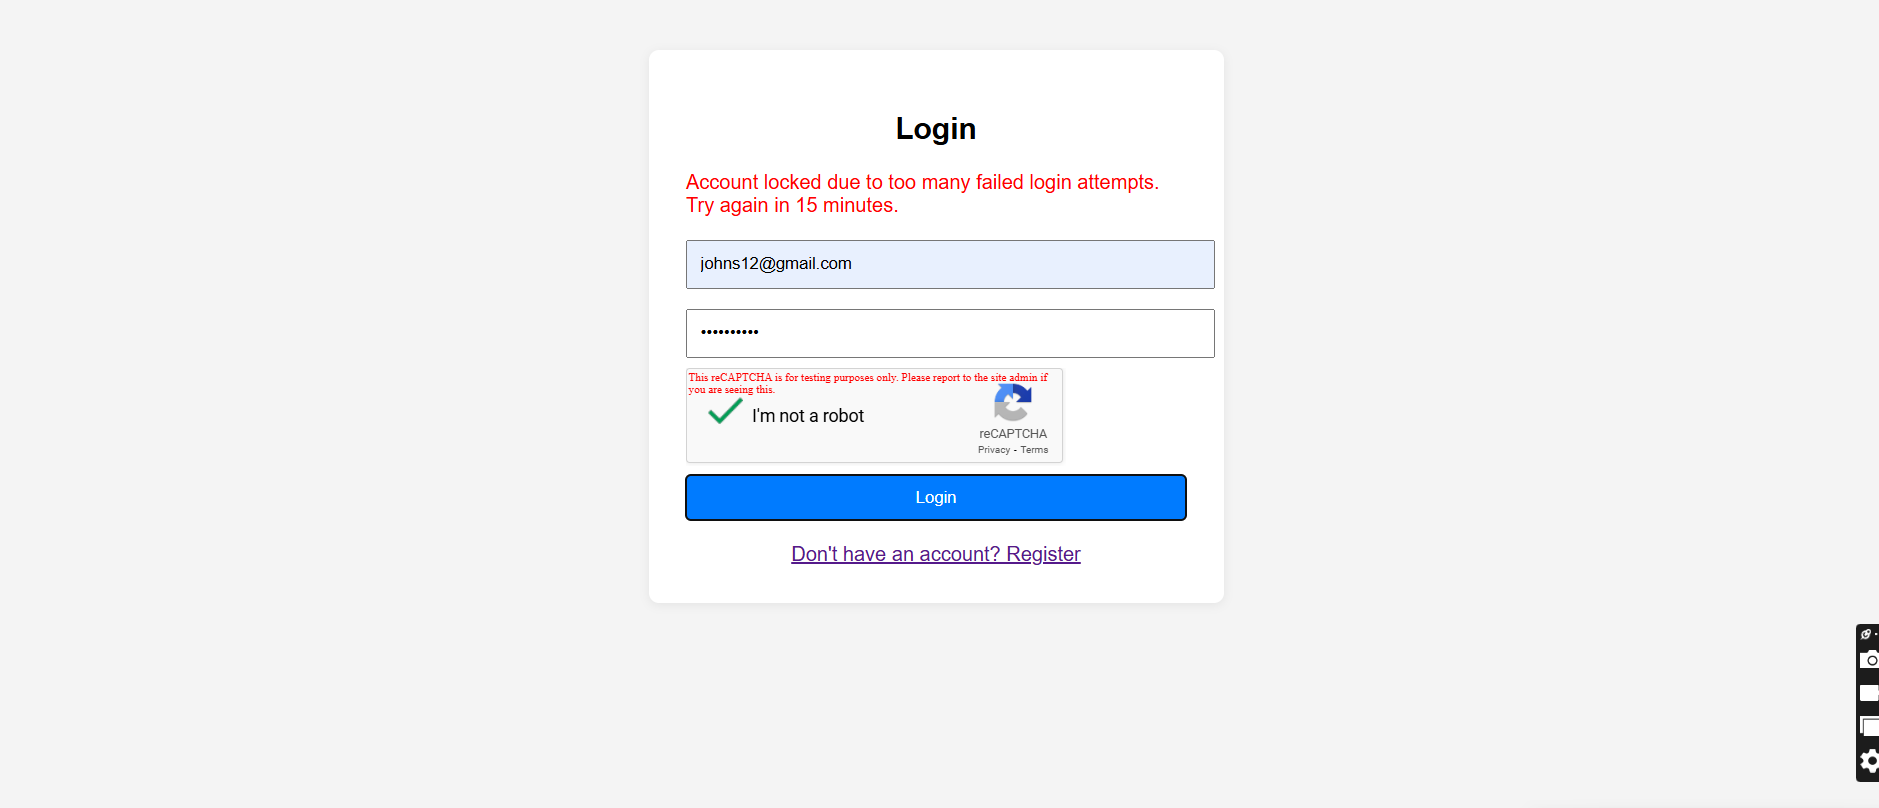 Login
Account locked due to too many failed login attempts.
Try again in 15 minutes.
johns12@gmail.com
••••••••••
This reCAPTCHA is for testing purposes only. Please report to the site admin if
you are seeing this.
I'm not a robot
reCAPTCHA
Privacy - Terms
Login
Don't have an account? Register